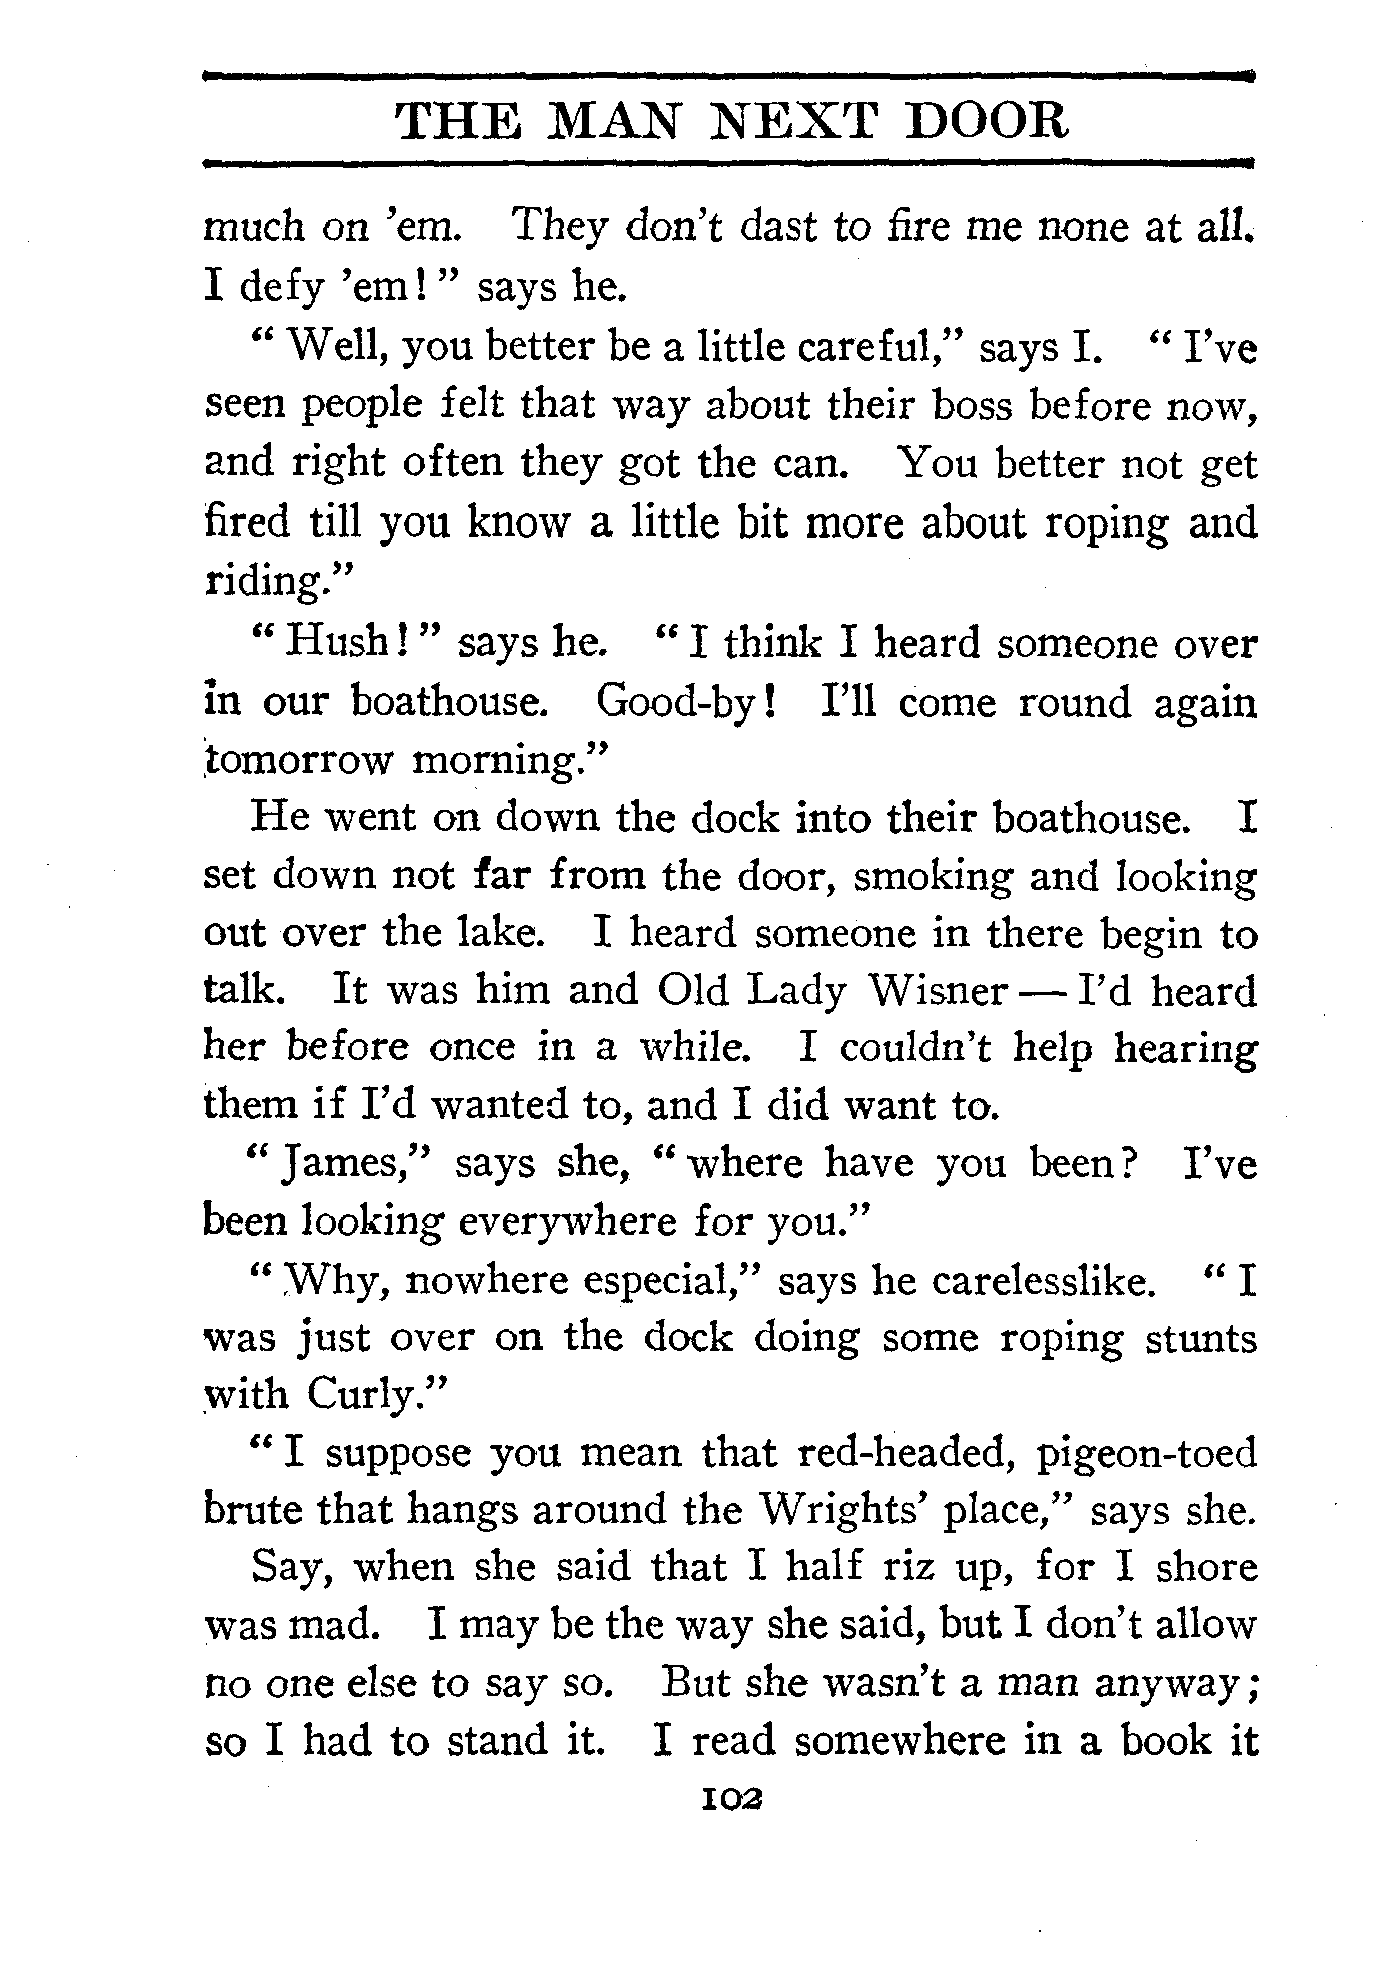 THE MAN NEXT DOOR
much on 'em. They don't dast to fire me none at all.
I defy 'em!" says he.
"Well, you better be a little careful," says I. "I've
seen people felt that way about their boss before now,
and right often they got the can. You better not get
fired till you know a little bit more about roping and
riding."
"Hush!" says he. "I think I heard someone over
in our boathouse. Good-by! I'll come round again
tomorrow morning."
He went on down the dock into their boathouse. I
set down not far from the door, smoking and looking
out over the lake. I heard someone in there begin to
talk. It was him and Old Lady Wisner — I'd heard
her before once in a while. I couldn't help hearing
them if I'd wanted to, and I did want to.
"James," says she, "where have you been? I've
been looking everywhere for you."
"Why, nowhere especial," says he carelesslike. "I
was just over on the dock doing some roping stunts
with Curly."
"I suppose you mean that red-headed, pigeon-toed
brute that hangs around the Wrights' place," says she.
Say, when she said that I half riz up, for I shore
was mad. I may be the way she said, but I don't allow
no one else to say so. But she wasn't a man anyway;
so I had to stand it. I read somewhere in a book it
102